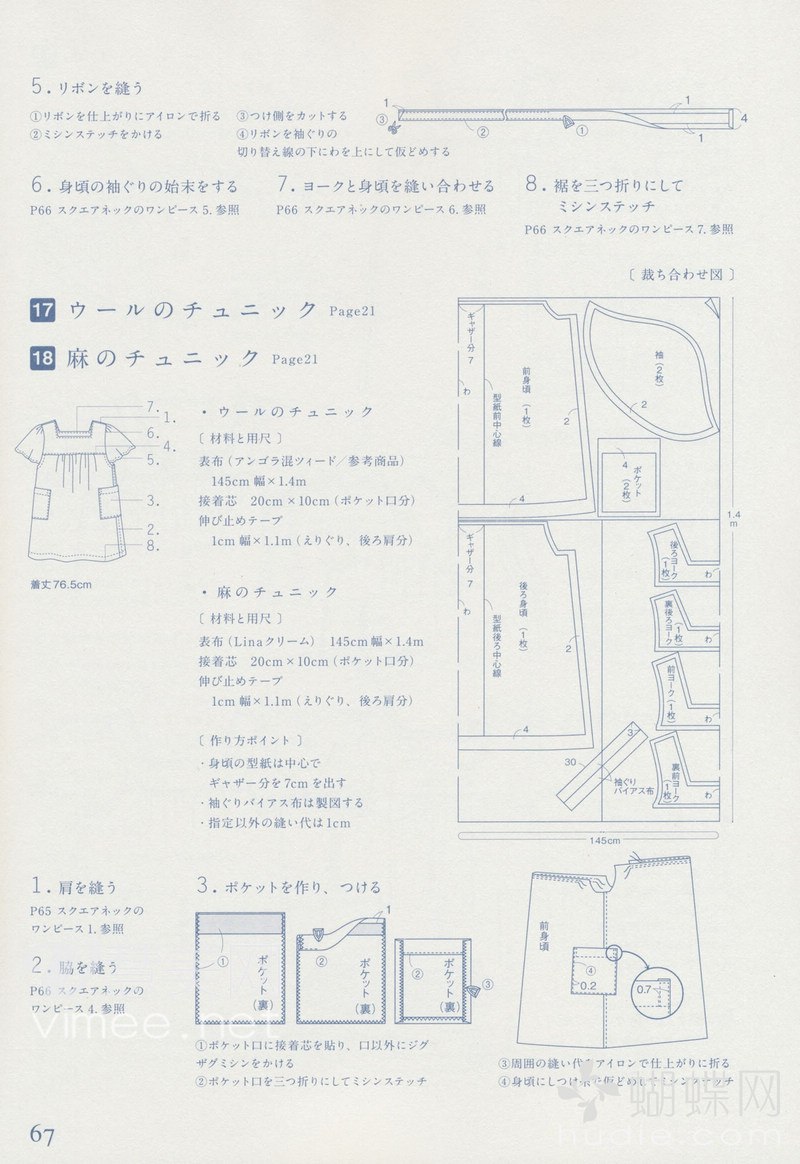 5. リボンを縫う
①リボンを仕上がりにアイロンで折る
②ミシンステッチをかける
③つけ側をカットする
④リボンを袖ぐりの
切り替え線の下にわを上にして仮どめする
1
③
②
①
1
1
4
6. 身頃の袖ぐりの始末をする
P66 スクエアネックのワンピース 5. 参照
7. ヨークと身頃を縫い合わせる
P66 スクエアネックのワンピース 6. 参照
8. 裾を三つ折りにして
ミシンステッチ
P66 スクエアネックのワンピース 7. 参照
〔 裁ち合わせ図 〕
17 ウールのチュニック Page21
18 麻のチュニック Page21
7.
1.
6.
4.
5.
3.
2.
8.
着丈76.5cm
・ウールのチュニック
〔 材料と用尺 〕
表布（アンゴラ混ツィード／参考商品）
145cm 幅×1.4m
接着芯 20cm×10cm（ポケット口分）
伸び止めテープ
1cm 幅×1.1m（えりぐり、後ろ肩分）
・麻のチュニック
〔 材料と用尺 〕
表布（Linaクリーム） 145cm 幅×1.4m
接着芯 20cm×10cm（ポケット口分）
伸び止めテープ
1cm 幅×1.1m（えりぐり、後ろ肩分）
〔 作り方ポイント 〕
・身頃の型紙は中心で
ギャザー分を7cmを出す
・袖ぐりバイアス布は製図する
・指定以外の縫い代は1cm
ギャザー分
7
わ
型紙前中心線
前身頃（1枚）
2
4
袖（2枚）
2
4
ポケット（2枚）
1.4m
ギャザー分
7
わ
型紙後ろ中心線
後ろ身頃（1枚）
2
4
後ろヨーク（1枚）
わ
裏後ろヨーク（1枚）
わ
前ヨーク（1枚）
わ
裏前ヨーク（1枚）
わ
3
30
袖ぐり
バイアス布
145cm
1. 肩を縫う
P65 スクエアネックの
ワンピース 1. 参照
2. 脇を縫う
P66 スクエアネックの
ワンピース 4. 参照
3. ポケットを作り、つける
①
ポケット（裏）
1
②
ポケット（裏）
②
ポケット（裏）
③
①ポケット口に接着芯を貼り、口以外にジグ
ザグミシンをかける
②ポケット口を三つ折りにしてミシンステッチ
前身頃
④
0.2
0.7
③周囲の縫い代をアイロンで仕上がりに折る
④身頃にしつけ糸で仮どめしてミシンステッチ
67
vimee.net
蝴蝶网
hudie.com